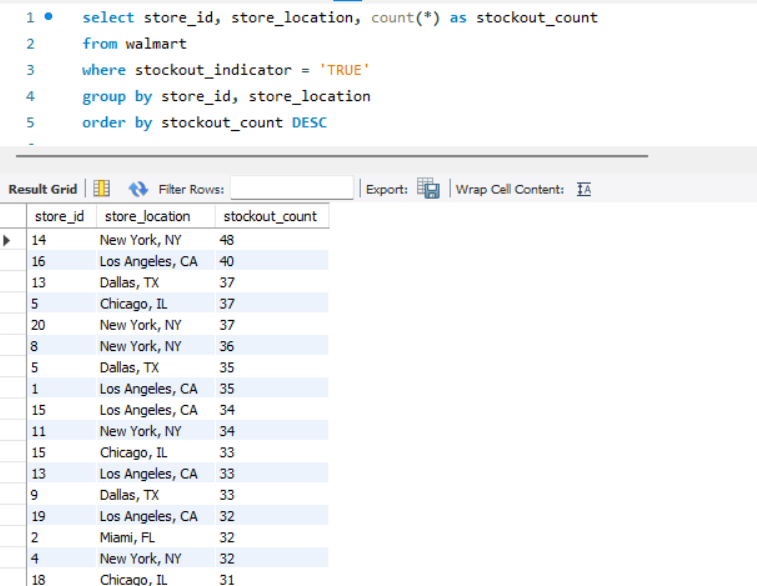 1 select store_id, store_location, count(*) as stockout_count
2 from walmart
3 where stockout_indicator = 'TRUE'
4 group by store_id, store_location
5 order by stockout_count DESC
Result Grid Filter Rows: Export: Wrap Cell Content: IA
store_id store_location stockout_count
14 New York, NY 48
16 Los Angeles, CA 40
13 Dallas, TX 37
5 Chicago, IL 37
20 New York, NY 37
8 New York, NY 36
5 Dallas, TX 35
1 Los Angeles, CA 35
15 Los Angeles, CA 34
11 New York, NY 34
15 Chicago, IL 33
13 Los Angeles, CA 33
9 Dallas, TX 33
19 Los Angeles, CA 32
2 Miami, FL 32
4 New York, NY 32
18 Chicago, IL 31